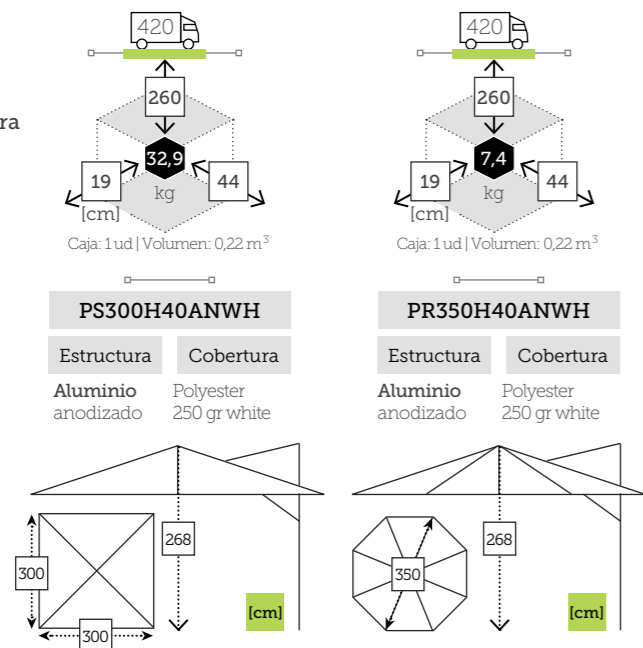 ra
420
260
32,9
kg
19
44
[cm]
Caja: 1 ud | Volumen: 0,22 m³
PS300H40ANWH
Estructura
Cobertura
Aluminio
anodizado
Polyester
250 gr white
268
300
300
[cm]
420
260
7,4
kg
19
44
[cm]
Caja: 1 ud | Volumen: 0,22 m³
PR350H40ANWH
Estructura
Cobertura
Aluminio
anodizado
Polyester
250 gr white
268
350
[cm]